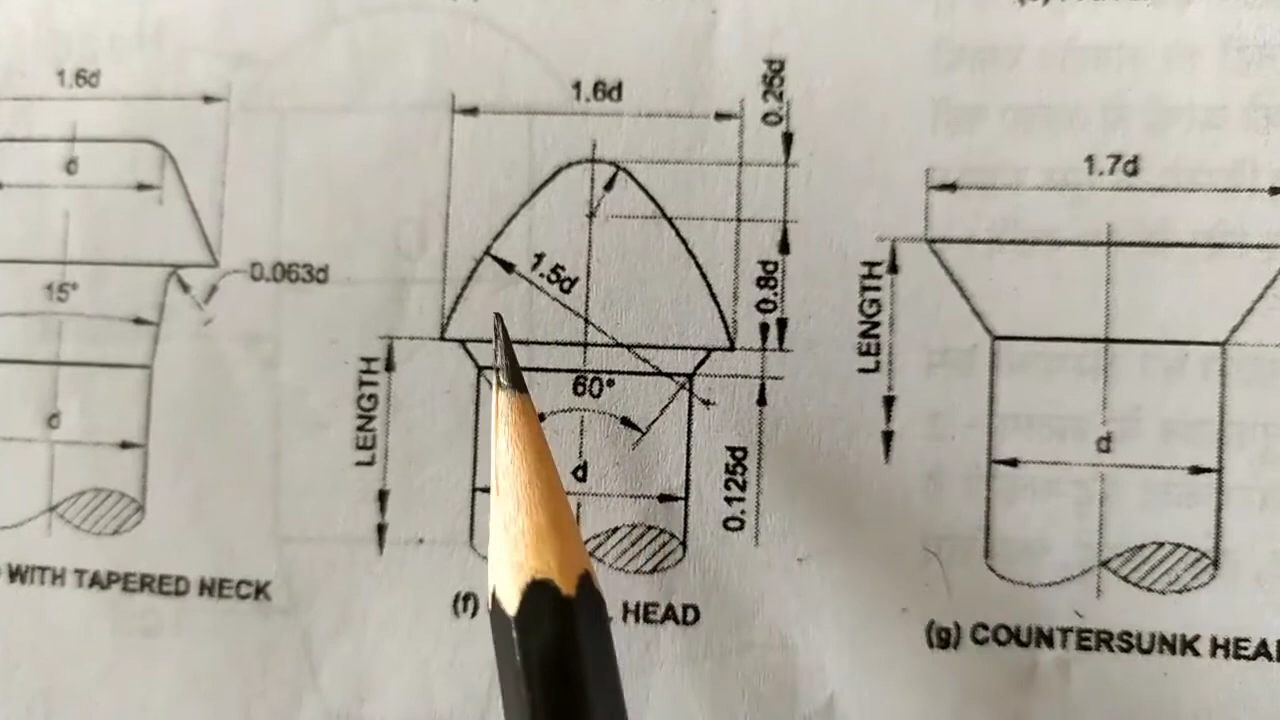 1.6d
d
0.063d
15°
d
WITH TAPERED NECK
1.6d
0.25d
1.5d
0.8d
LENGTH
60°
d
0.125d
(f) HEAD
1.7d
LENGTH
d
(g) COUNTERSUNK HEA